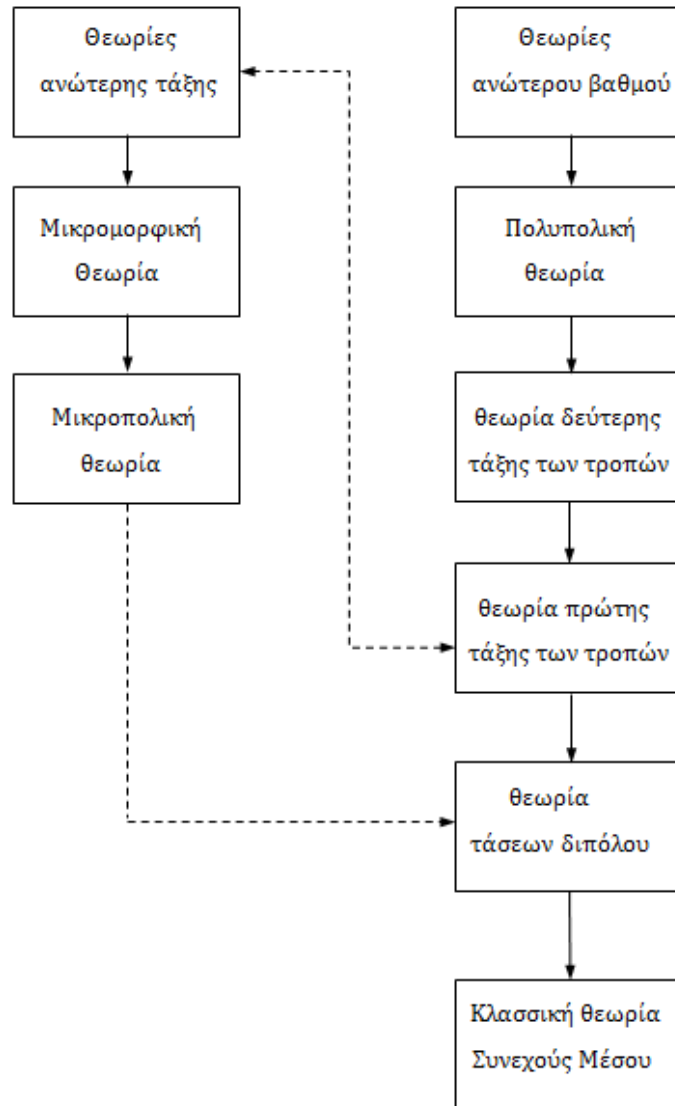 Θεωρίες
ανώτερης τάξης
Μικρομορφική
Θεωρία
Μικροπολική
θεωρία
Θεωρίες
ανώτερου βαθμού
Πολυπολική
θεωρία
θεωρία δεύτερης
τάξης των τροπών
θεωρία πρώτης
τάξης των τροπών
θεωρία
τάσεων διπόλου
Κλασσική θεωρία
Συνεχούς Μέσου